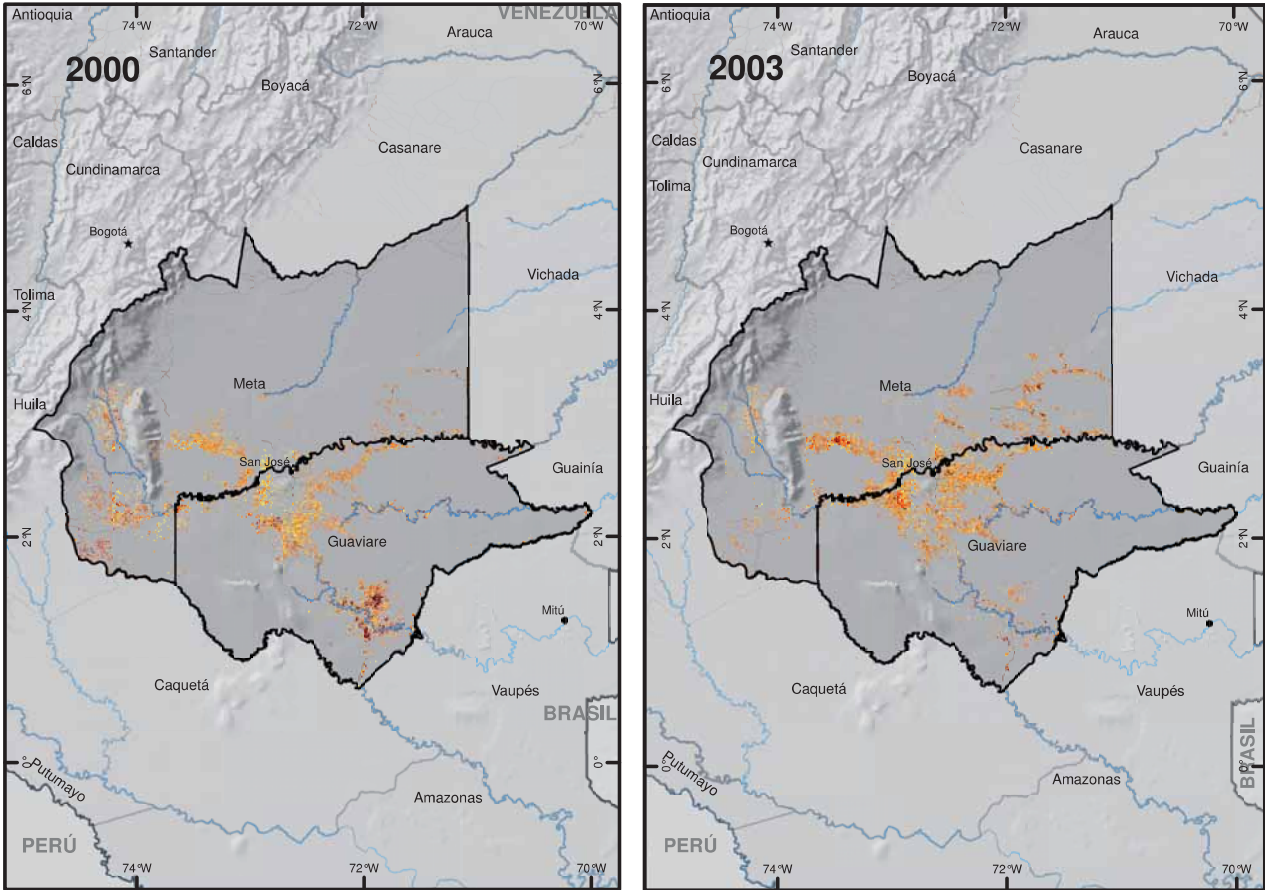 Antioquia
74°W
72°W
VENEZUELA
70°W
Arauca
Santander
2000
Boyacá
6°N
Caldas
Casanare
Cundinamarca
Bogotá
Vichada
Tolima
4°N
4°N
Meta
Huila
San José
Guainía
2°N
2°N
Guaviare
Mitú
Caquetá
Vaupés
BRASIL
0°
0°
Putumayo
Amazonas
PERÚ
74°W
72°W
70°W
Antioquia
74°W
72°W
70°W
Arauca
Santander
2003
Boyacá
6°N
6°N
Caldas
Casanare
Cundinamarca
Tolima
Bogotá
Vichada
4°N
4°N
Meta
Huila
San José
Guainía
2°N
2°N
Guaviare
Mitú
Caquetá
Vaupés
BRASIL
0°
0°
Putumayo
Amazonas
PERÚ
74°W
72°W
70°W
6°N